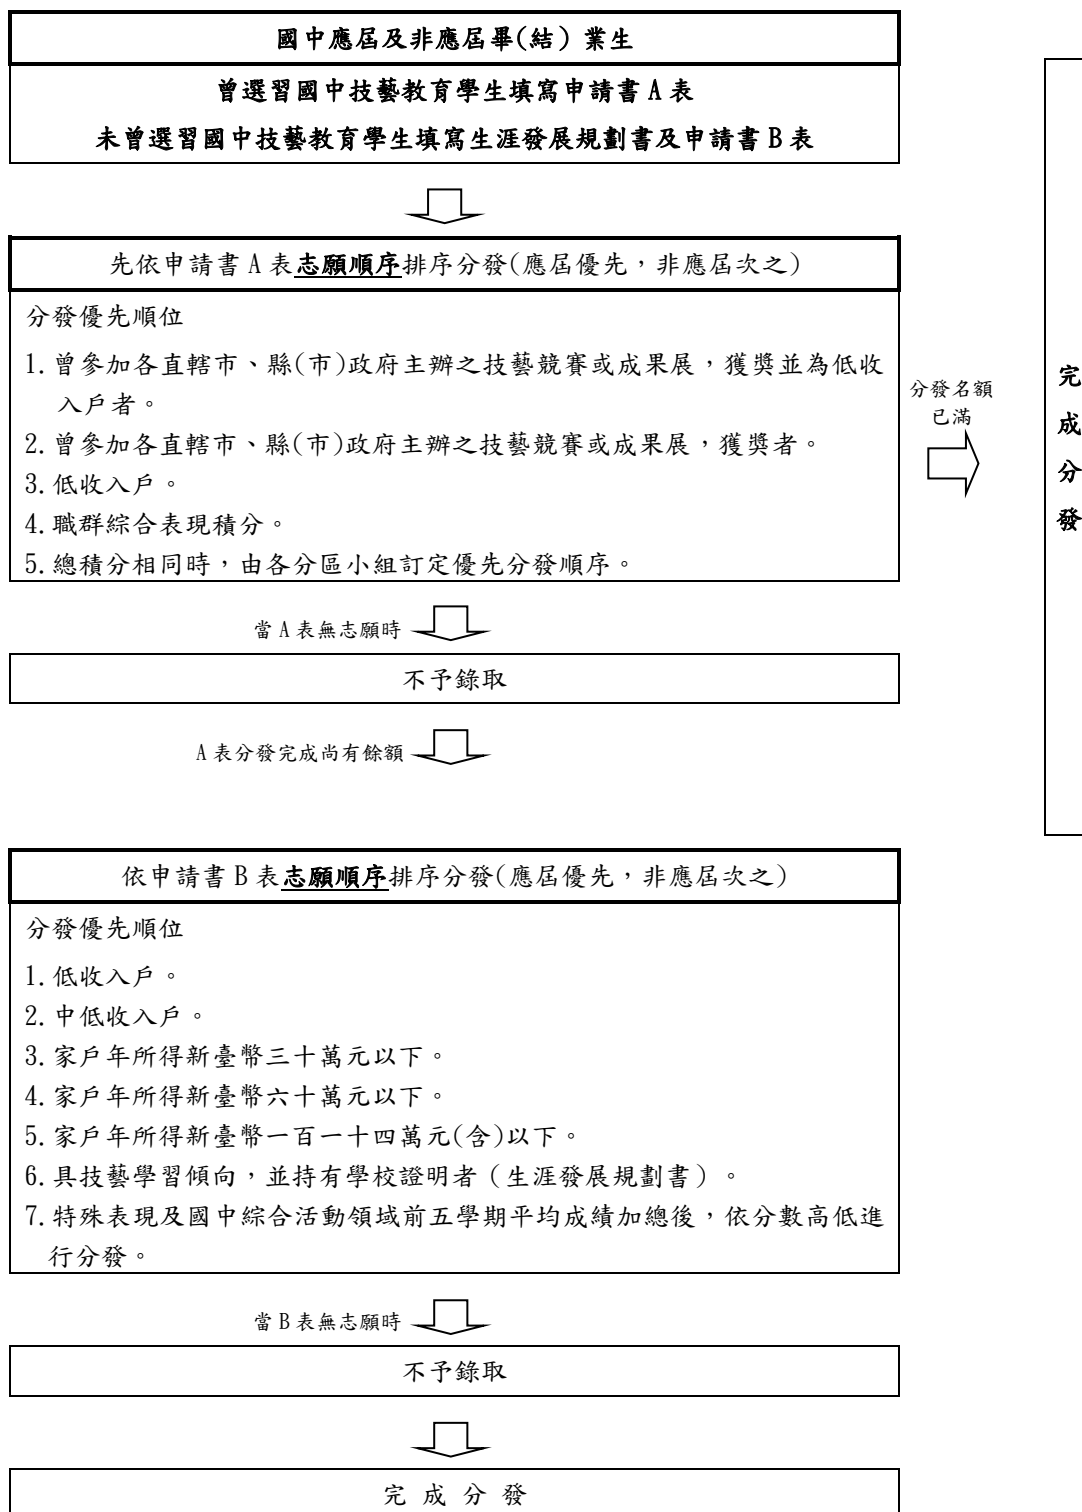 國中應屆及非應屆畢(結)業生
曾選習國中技藝教育學生填寫申請書A表
未曾選習國中技藝教育學生填寫生涯發展規劃書及申請書B表
先依申請書A表志願順序排序分發(應屆優先，非應屆次之)
分發優先順位
1.曾參加各直轄市、縣(市)政府主辦之技藝競賽或成果展，獲獎並為低收
入戶者。
2.曾參加各直轄市、縣(市)政府主辦之技藝競賽或成果展，獲獎者。
3.低收入戶。
4.職群綜合表現積分。
5.總積分相同時，由各分區小組訂定優先分發順序。
分發名額
已滿
完
成
分
發
當A表無志願時
不予錄取
A表分發完成尚有餘額
依申請書B表志願順序排序分發(應屆優先，非應屆次之)
分發優先順位
1.低收入戶。
2.中低收入戶。
3.家戶年所得新臺幣三十萬元以下。
4.家戶年所得新臺幣六十萬元以下。
5.家戶年所得新臺幣一百一十四萬元(含)以下。
6.具技藝學習傾向，並持有學校證明者（生涯發展規劃書）。
7.特殊表現及國中綜合活動領域前五學期平均成績加總後，依分數高低進
行分發。
當B表無志願時
不予錄取
完成分發